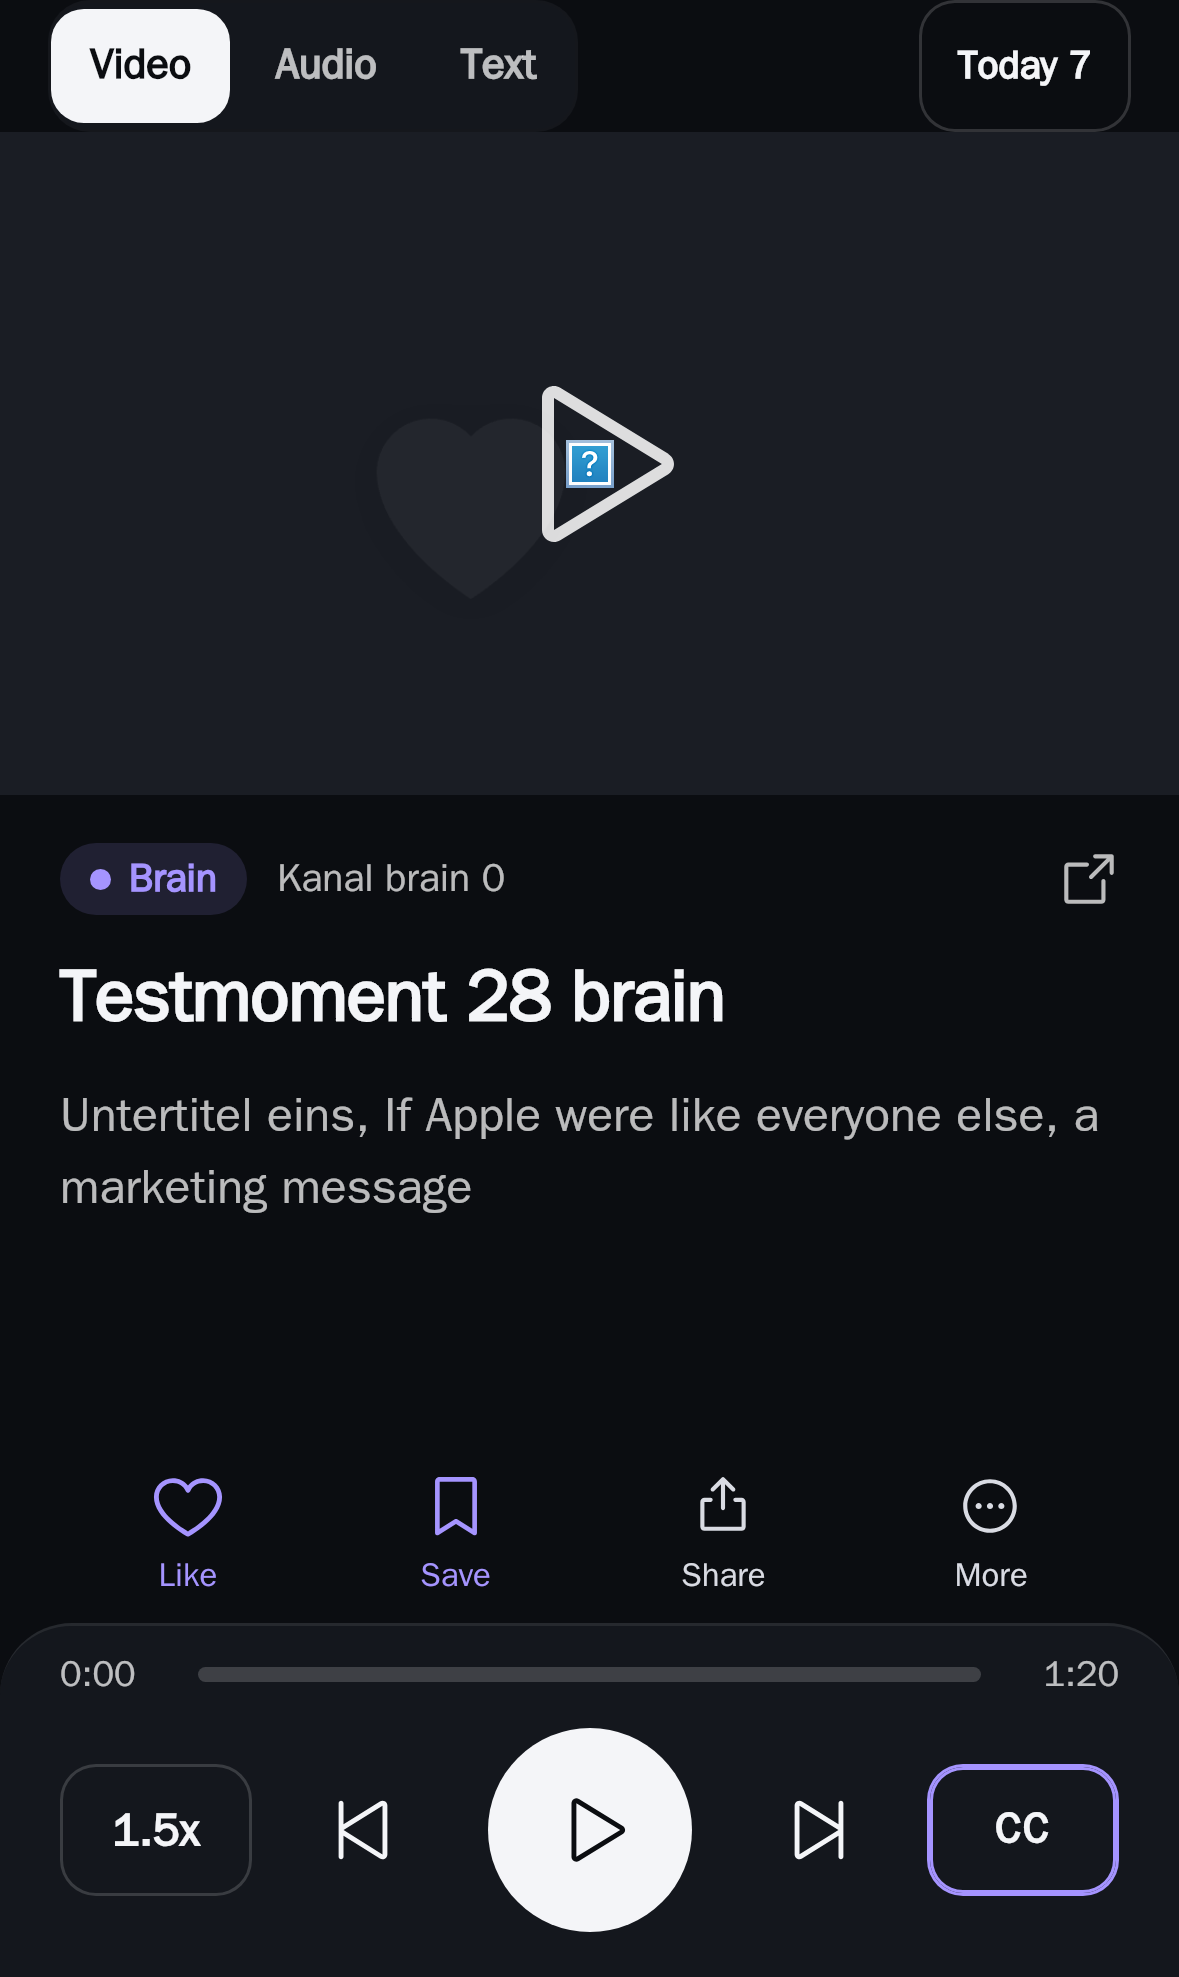 Video Audio Text Today 7
?
Brain Kanal brain 0
Testmoment 28 brain
Untertitel eins, If Apple were like everyone else, a
marketing message
Like Save Share More
0:00 1:20
1.5x CC